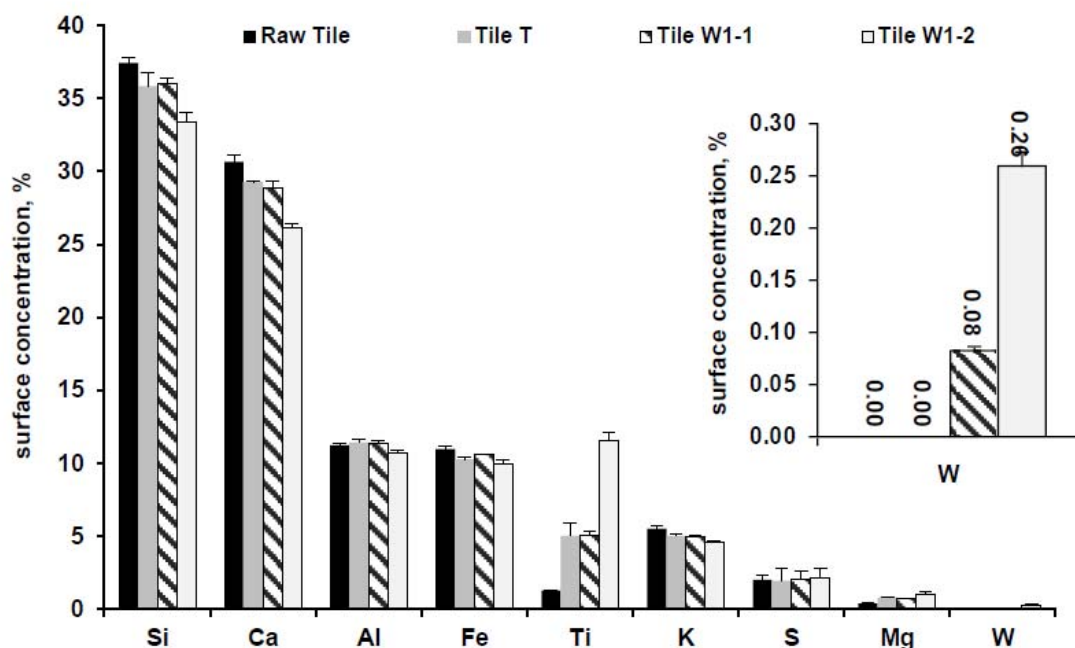 Raw Tile Tile T Tile W1-1 Tile W1-2
surface concentration, %
40
35
30
25
20
15
10
5
0
Si Ca Al Fe Ti K S Mg W
surface concentration, %
0.30
0.25
0.20
0.15
0.10
0.05
0.00
0.00 0.00 0.08 0.26
W